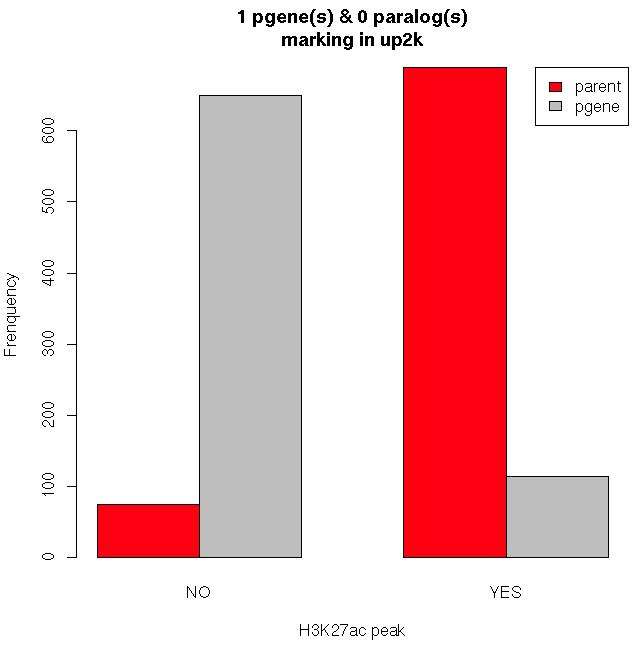 1 pgene(s) & 0 paralog(s)
marking in up2k
parent
pgene
600
500
400
300
200
100
0
Frenquency
NO
YES
H3K27ac peak